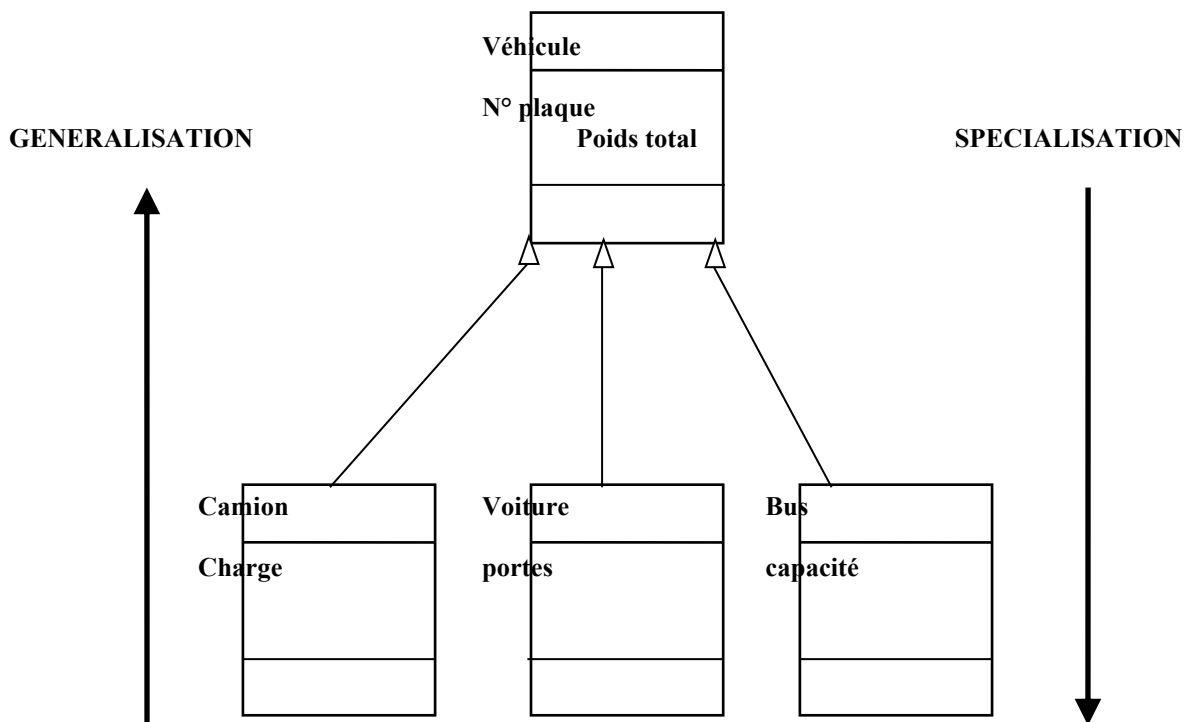 Véhicule
N° plaque
Poids total
GENERALISATION
SPECIALISATION
Camion
Charge
Voiture
portes
Bus
capacité